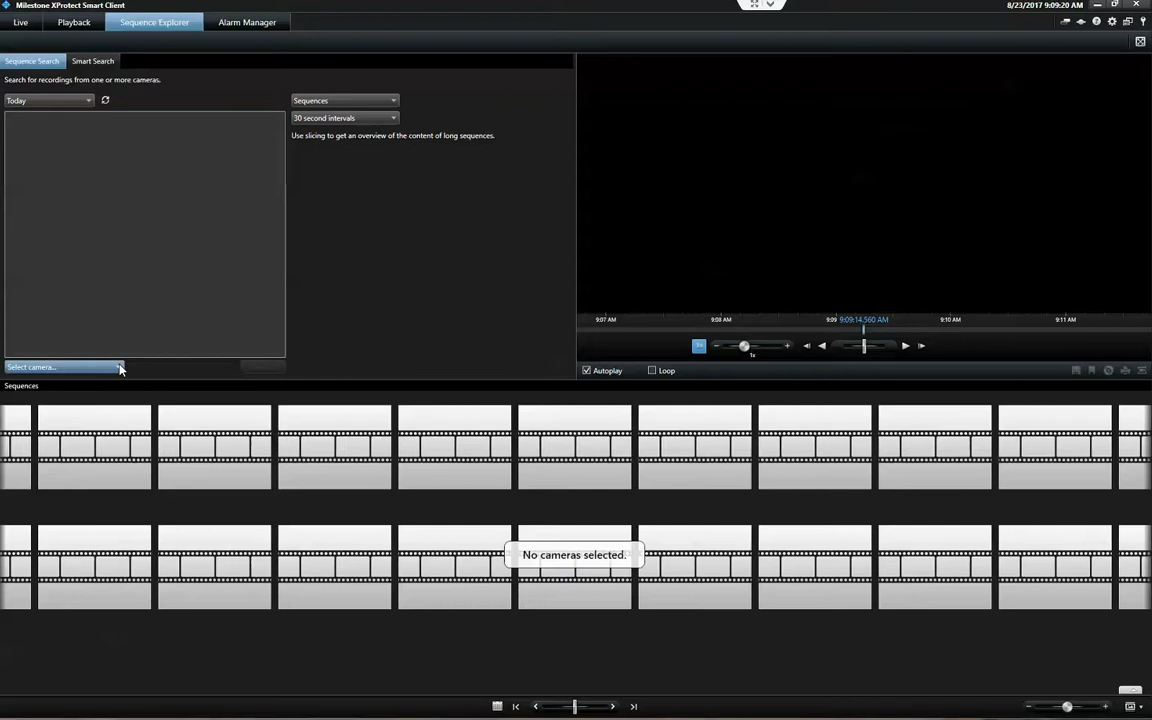 Milestone XProtect Smart Client
8/23/2017 9:09:20 AM
Live
Playback
Sequence Explorer
Alarm Manager
Sequence Search
Smart Search
Search for recordings from one or more cameras.
Today
Sequences
30 second intervals
Use slicing to get an overview of the content of long sequences.
Select camera...
9:07 AM
9:08 AM
9:09
9:09:14.560 AM
9:10 AM
9:11 AM
1x
Autoplay
Loop
Sequences
No cameras selected.